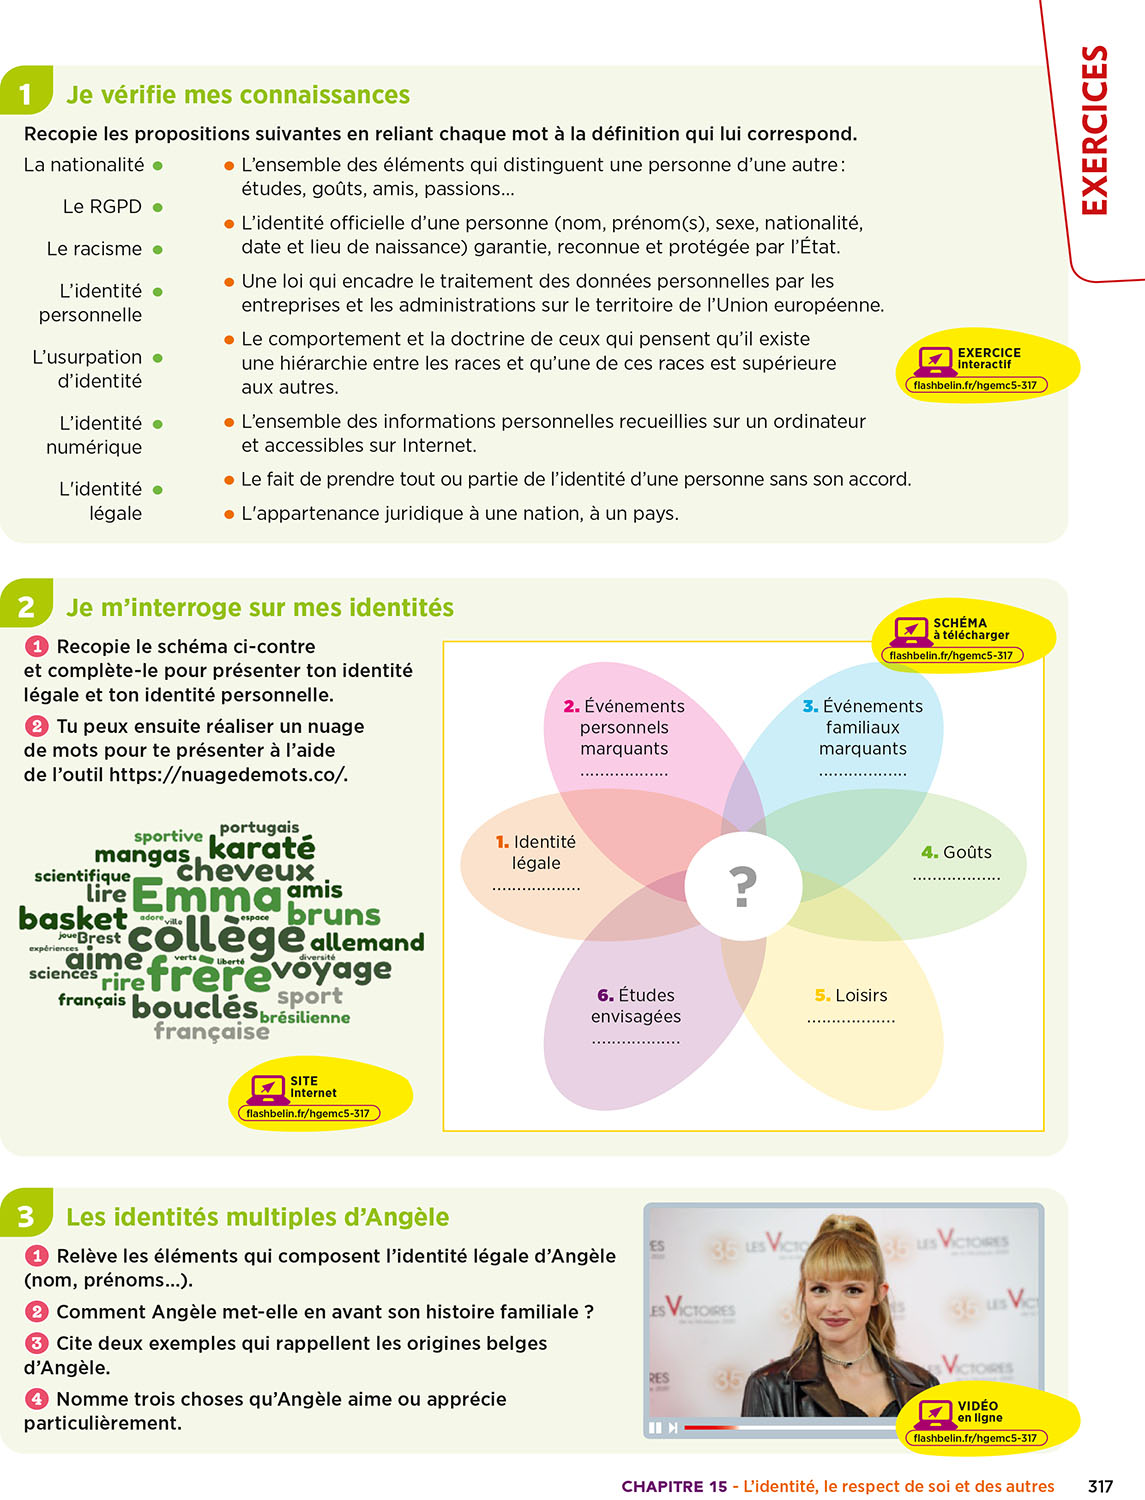 EXERCICES
1 Je vérifie mes connaissances
Recopie les propositions suivantes en reliant chaque mot à la définition qui lui correspond.
La nationalité
Le RGPD
Le racisme
L’identité
personnelle
L’usurpation
d’identité
L’identité
numérique
L'identité
légale
L’ensemble des éléments qui distinguent une personne d’une autre :
études, goûts, amis, passions...
L’identité officielle d’une personne (nom, prénom(s), sexe, nationalité,
date et lieu de naissance) garantie, reconnue et protégée par l’État.
Une loi qui encadre le traitement des données personnelles par les
entreprises et les administrations sur le territoire de l’Union européenne.
Le comportement et la doctrine de ceux qui pensent qu’il existe
une hiérarchie entre les races et qu’une de ces races est supérieure
aux autres.
L’ensemble des informations personnelles recueillies sur un ordinateur
et accessibles sur Internet.
Le fait de prendre tout ou partie de l’identité d’une personne sans son accord.
L'appartenance juridique à une nation, à un pays.
EXERCICE
interactif
flashbelin.fr/hgemc5-317
2 Je m’interroge sur mes identités
1 Recopie le schéma ci-contre
et complète-le pour présenter ton identité
légale et ton identité personnelle.
2 Tu peux ensuite réaliser un nuage
de mots pour te présenter à l’aide
de l’outil https://nuagedemots.co/.
portugais
sportive karaté
mangas
cheveux
scientifique
lire Emma amis
basket adore ville espace bruns
joue Brest collège allemand
expériences aime verts liberté diversité
sciences rire frère voyage
français bouclés sport
brésilienne
française
SITE
Internet
flashbelin.fr/hgemc5-317
SCHÉMA
à télécharger
flashbelin.fr/hgemc5-317
2. Événements
personnels
marquants
..................
3. Événements
familiaux
marquants
..................
1. Identité
légale
..................
?
4. Goûts
..................
6. Études
envisagées
..................
5. Loisirs
..................
3 Les identités multiples d’Angèle
1 Relève les éléments qui composent l’identité légale d’Angèle
(nom, prénoms...).
2 Comment Angèle met-elle en avant son histoire familiale ?
3 Cite deux exemples qui rappellent les origines belges
d’Angèle.
4 Nomme trois choses qu’Angèle aime ou apprécie
particulièrement.
ES 35 LES VICTO 35 LES VICTOIRES
LES VICTOIRES 35 LES VICT
RES ES VICTOIRES
VIDÉO
en ligne
flashbelin.fr/hgemc5-317
CHAPITRE 15 - L’identité, le respect de soi et des autres 317